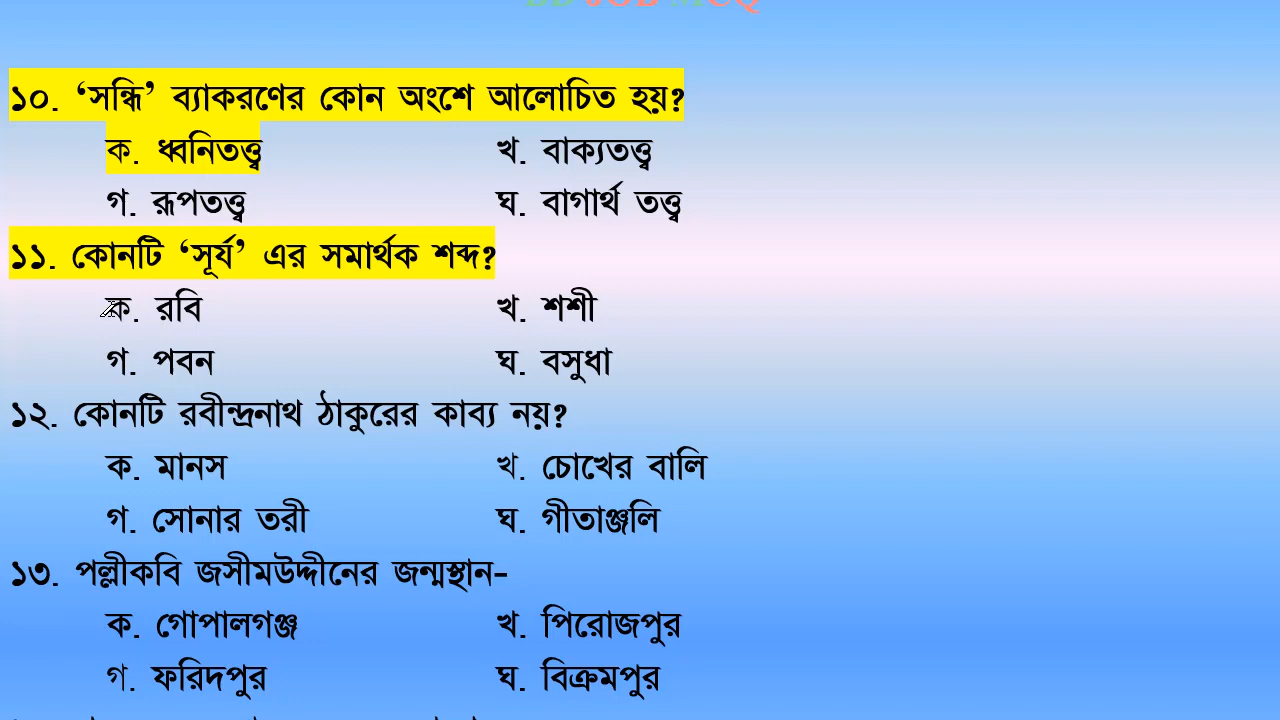 ১০. ‘সন্ধি’ ব্যাকরণের কোন অংশে আলোচিত হয়?
ক. ধ্বনিতত্ত্ব খ. বাক্যতত্ত্ব
গ. রূপতত্ত্ব ঘ. বাগার্থ তত্ত্ব
১১. কোনটি ‘সূর্য’ এর সমার্থক শব্দ?
ক. রবি খ. শশী
গ. পবন ঘ. বসুধা
১২. কোনটি রবীন্দ্রনাথ ঠাকুরের কাব্য নয়?
ক. মানস খ. চোখের বালি
গ. সোনার তরী ঘ. গীতাঞ্জলি
১৩. পল্লীকবি জসীমউদ্দীনের জন্মস্থান-
ক. গোপালগঞ্জ খ. পিরোজপুর
গ. ফরিদপুর ঘ. বিক্রমপুর